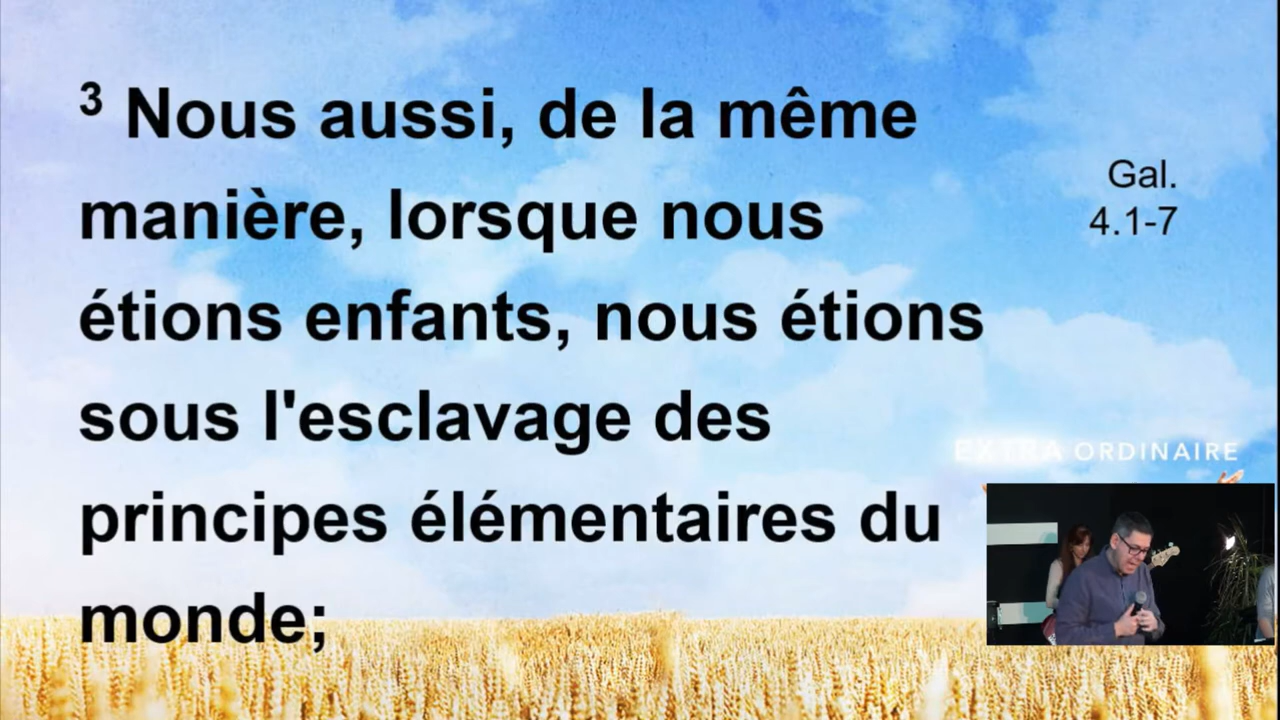 3 Nous aussi, de la même
manière, lorsque nous
étions enfants, nous étions
sous l'esclavage des
principes élémentaires du
monde;
Gal.
4.1-7
EXTRA ORDINAIRE